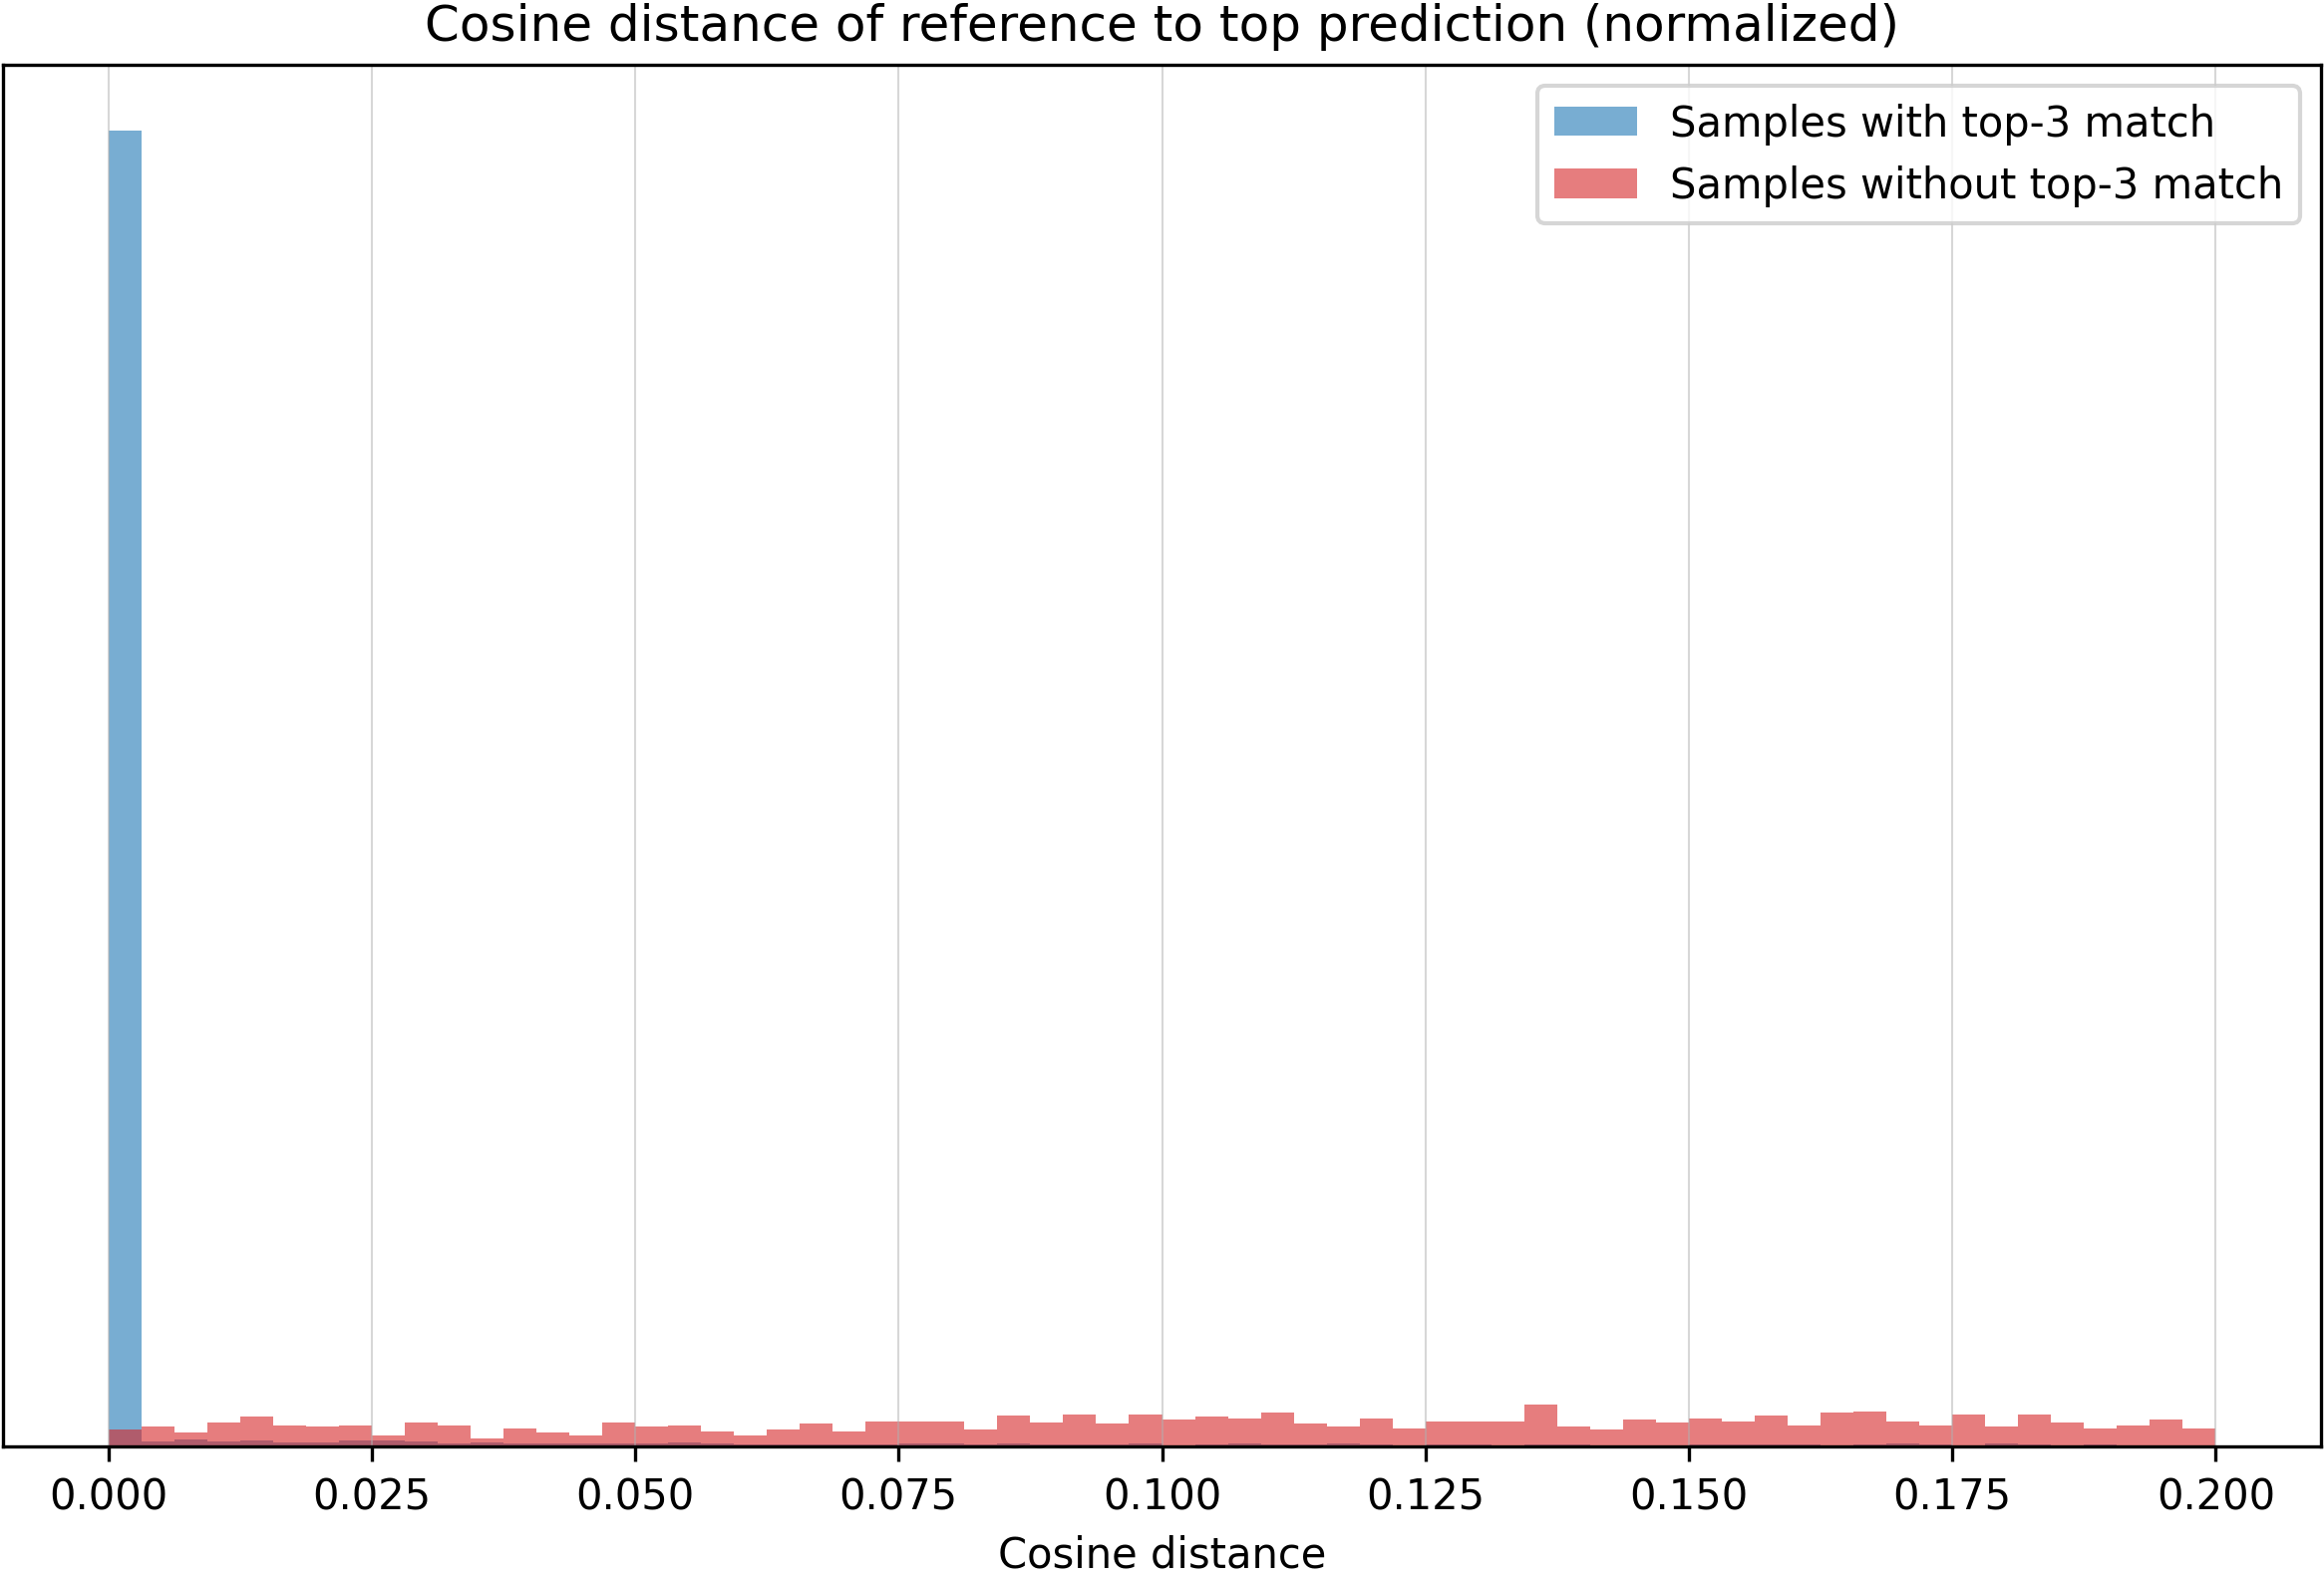 Cosine distance of reference to top prediction (normalized)
Samples with top-3 match
Samples without top-3 match
0.000 0.025 0.050 0.075 0.100 0.125 0.150 0.175 0.200
Cosine distance